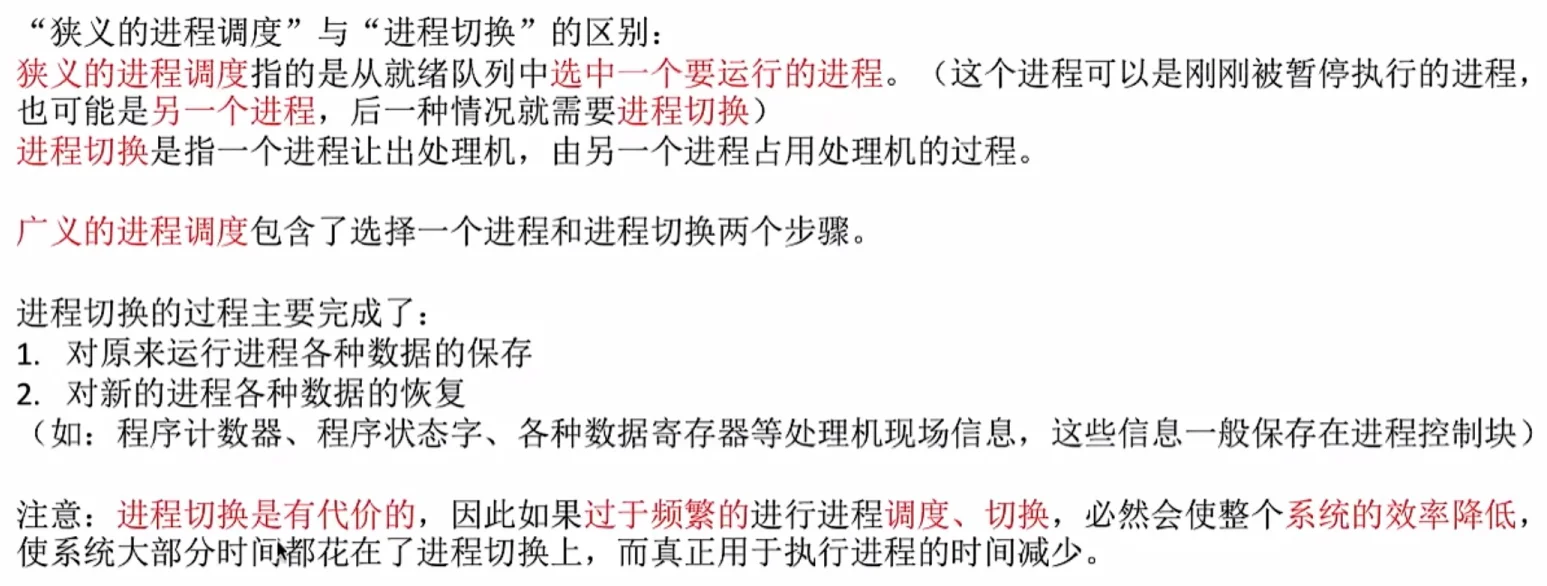 “狭义的进程调度”与“进程切换”的区别：
狭义的进程调度指的是从就绪队列中选中一个要运行的进程。（这个进程可以是刚刚被暂停执行的进程，
也可能是另一个进程，后一种情况就需要进程切换）
进程切换是指一个进程让出处理机，由另一个进程占用处理机的过程。
广义的进程调度包含了选择一个进程和进程切换两个步骤。
进程切换的过程主要完成了：
1. 对原来运行进程各种数据的保存
2. 对新的进程各种数据的恢复
（如：程序计数器、程序状态字、各种数据寄存器等处理机现场信息，这些信息一般保存在进程控制块）
注意：进程切换是有代价的，因此如果过于频繁的进行进程调度、切换，必然会使整个系统的效率降低，
使系统大部分时间都花在了进程切换上，而真正用于执行进程的时间减少。